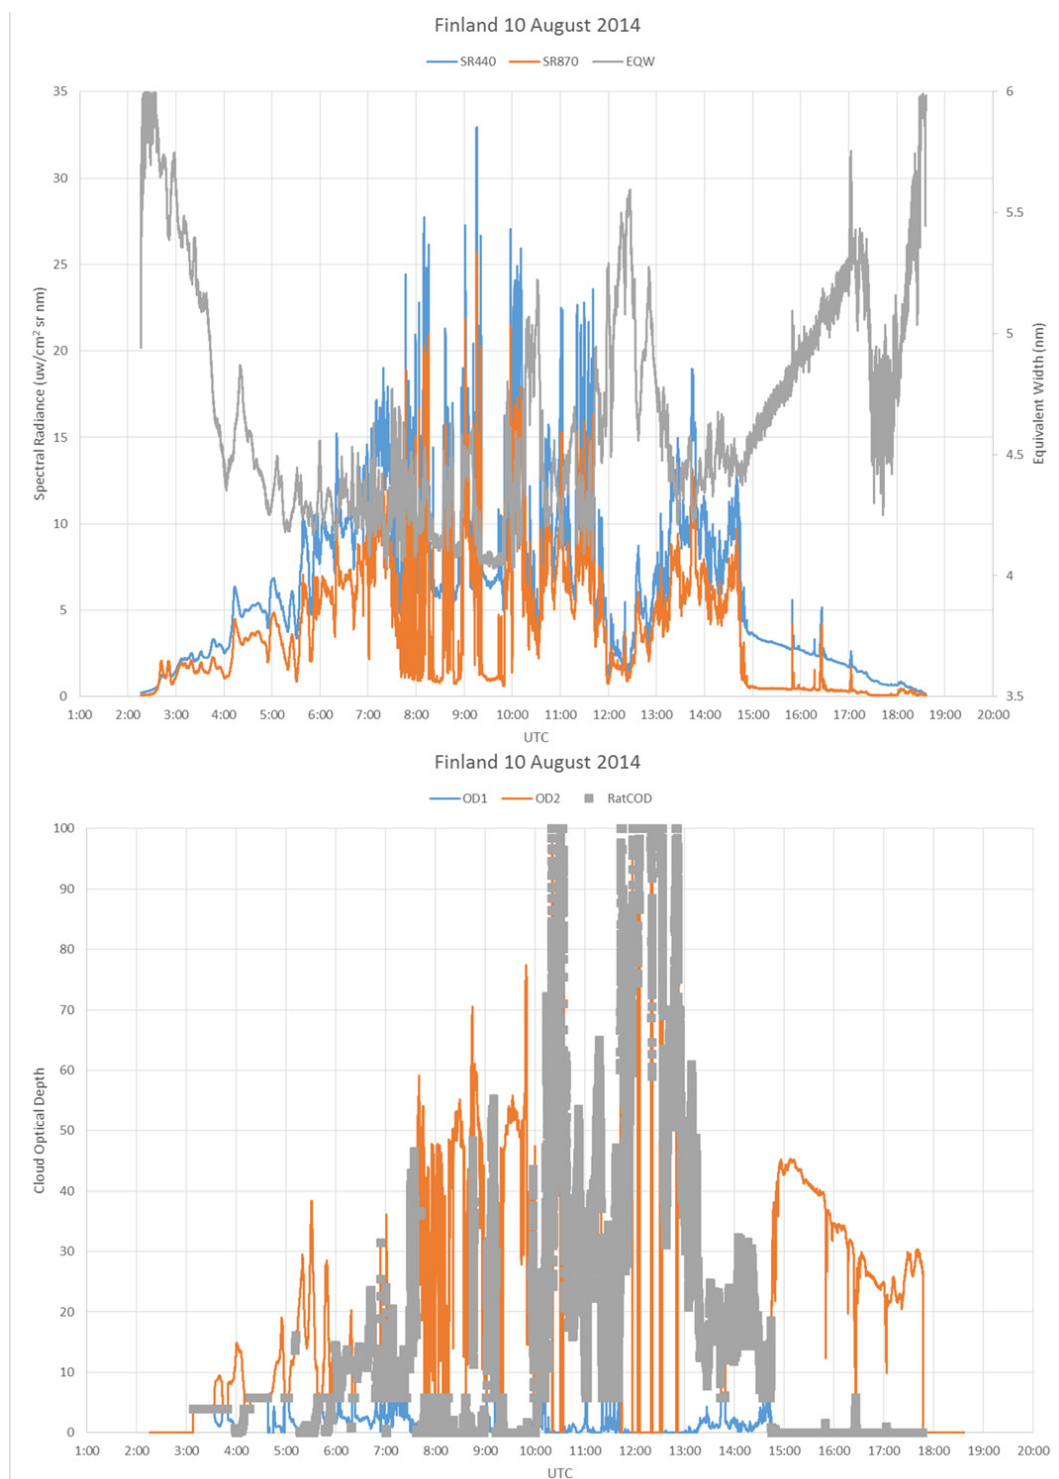 Finland 10 August 2014
SR440 SR870 EQW
35
30
25
20
15
10
5
0
Spectral Radiance (uw/cm² sr nm)
6
5.5
5
4.5
4
3.5
Equivalent Width (nm)
1:00 2:00 3:00 4:00 5:00 6:00 7:00 8:00 9:00 10:00 11:00 12:00 13:00 14:00 15:00 16:00 17:00 18:00 19:00 20:00
UTC
Finland 10 August 2014
OD1 OD2 RatCOD
100
90
80
70
60
50
40
30
20
10
0
Cloud Optical Depth
1:00 2:00 3:00 4:00 5:00 6:00 7:00 8:00 9:00 10:00 11:00 12:00 13:00 14:00 15:00 16:00 17:00 18:00 19:00 20:00
UTC